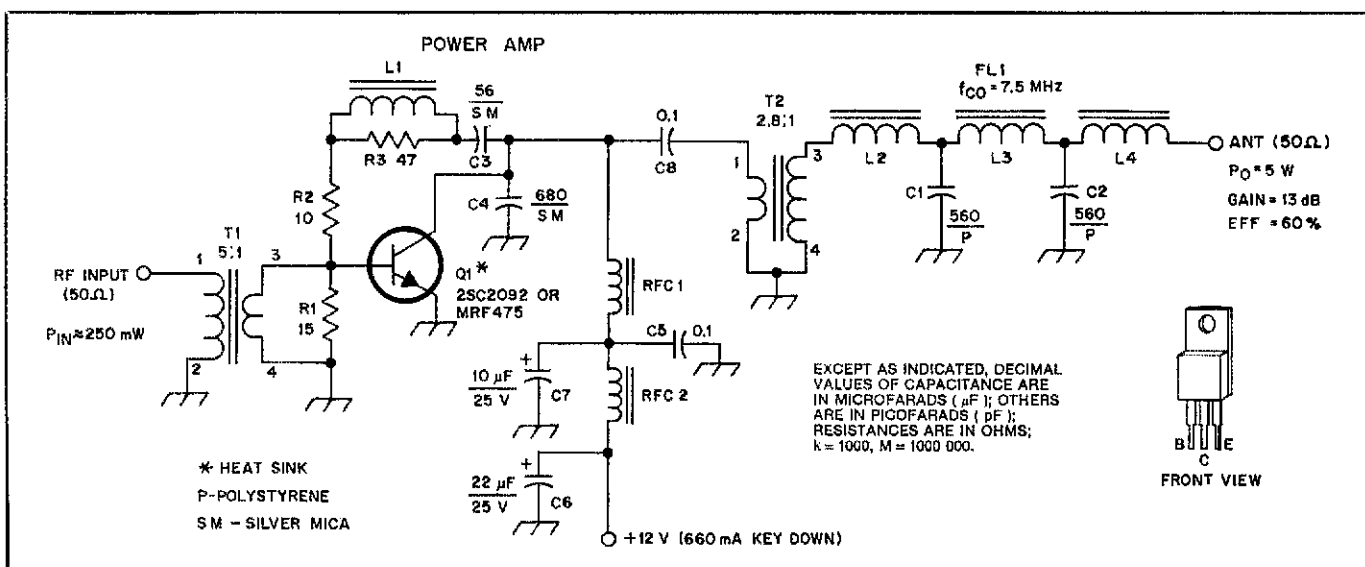 POWER AMP
L1
56
SM
C3
R3 47
R2
10
T1
5:1
1
3
RF INPUT
(50Ω)
PIN≈250 mW
2
4
R1
15
Q1 *
2SC2092 OR
MRF475
C4
680
SM
0.1
C8
T2
2.8:1
1
3
2
4
FL1
fCO = 7.5 MHz
L2
L3
L4
C1
560
P
C2
560
P
ANT (50Ω)
PO = 5 W
GAIN = 13 dB
EFF = 60%
RFC 1
C5
0.1
10 µF
25 V
C7
RFC 2
22 µF
25 V
C6
+12 V (660 mA KEY DOWN)
* HEAT SINK
P-POLYSTYRENE
SM - SILVER MICA
EXCEPT AS INDICATED, DECIMAL
VALUES OF CAPACITANCE ARE
IN MICROFARADS (µF); OTHERS
ARE IN PICOFARADS (pF);
RESISTANCES ARE IN OHMS;
k = 1000, M = 1000 000.
B
C
E
FRONT VIEW